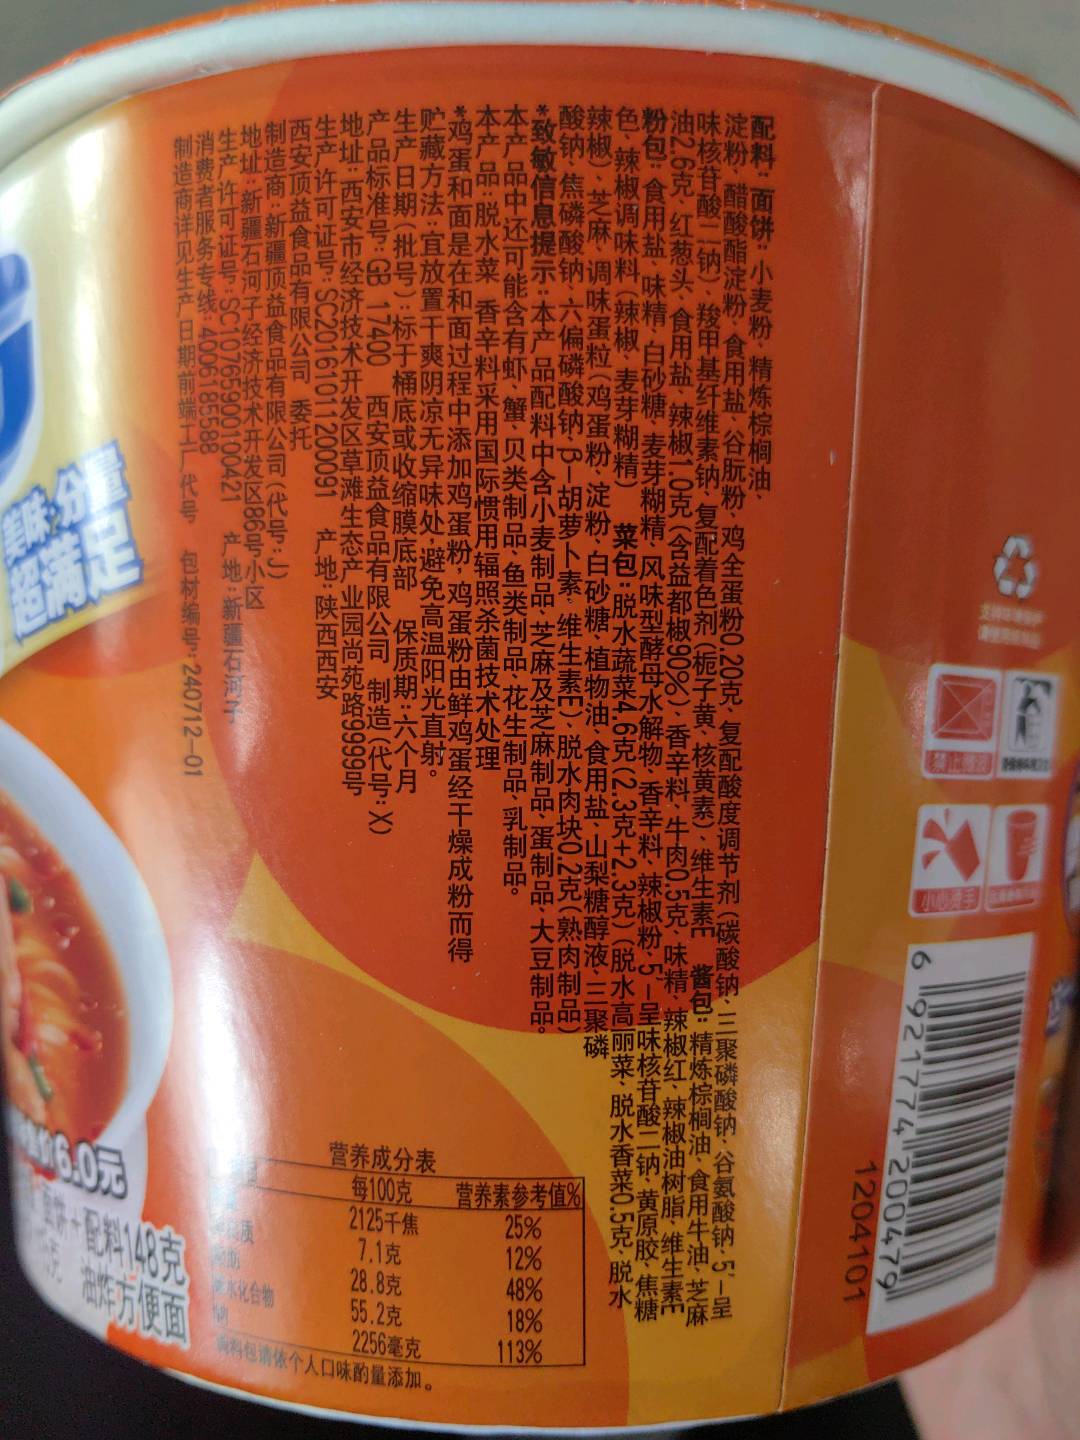 配料：面饼：小麦粉、精炼棕榈油、
淀粉、醋酸酯淀粉、食用盐、谷朊粉、鸡全蛋粉0.20克、复配酸度调节剂(碳酸钠、三聚磷酸钠、谷氨酸钠、5'-呈
味核苷酸二钠)、羧甲基纤维素钠、复配着色剂(栀子黄、核黄素)、维生素E 酱包：精炼棕榈油、食用牛油、芝麻
油2.6克、红葱头、食用盐、辣椒1.0克(含益都椒90%)、香辛料、牛肉0.5克、味精、辣椒红、辣椒油树脂、维生素E
粉包：食用盐、味精、白砂糖、麦芽糊精、风味型酵母水解物、香辛料、辣椒粉、5'-呈味核苷酸二钠、黄原胶、焦糖
色、辣椒调味料(辣椒、麦芽糊精) 菜包：脱水蔬菜4.6克(2.3克+2.3克)(脱水高丽菜、脱水香菜0.5克、脱水
辣椒)、芝麻、调味蛋粒(鸡蛋粉、淀粉、白砂糖、植物油、食用盐、山梨糖醇液、三聚磷
酸钠、焦磷酸钠、六偏磷酸钠、β-胡萝卜素、维生素E)、脱水肉块0.2克(熟肉制品)
*致敏信息提示：本产品配料中含小麦制品、芝麻及芝麻制品、蛋制品、大豆制品。
本产品中还可能含有虾、蟹、贝类制品、鱼类制品、花生制品、乳制品。
本产品脱水菜、香辛料采用国际惯用辐照杀菌技术处理
*鸡蛋和面是在和面过程中添加鸡蛋粉，鸡蛋粉由鲜鸡蛋经干燥成粉而得
贮藏方法：宜放置干爽阴凉无异味处，避免高温阳光直射。
生产日期(批号)：标于桶底或收缩膜底部 保质期：六个月
产品标准号：GB 17400 西安顶益食品有限公司 制造(代号：X)
地址：西安市经济技术开发区草滩生态产业园尚苑路9999号
生产许可证号：SC20161011200091 产地：陕西西安
西安顶益食品有限公司 委托
制造商：新疆顶益食品有限公司(代号：J)
地址：新疆石河子经济技术开发区86号小区
生产许可证号：SC10765900100421 产地：新疆石河子
消费者服务专线：4006185588
制造商详见生产日期前端工厂代号 包材编号：240712-01
营养成分表
每100克 营养素参考值%
2125千焦 25%
质 7.1克 12%
28.8克 48%
水化合物 55.2克 18%
2256毫克 113%
料包请依个人口味酌量添加。
美味·分量
超满足
6.0元
面饼+配料148克
油炸方便面
小心烫手
6 921774 200479
1204101